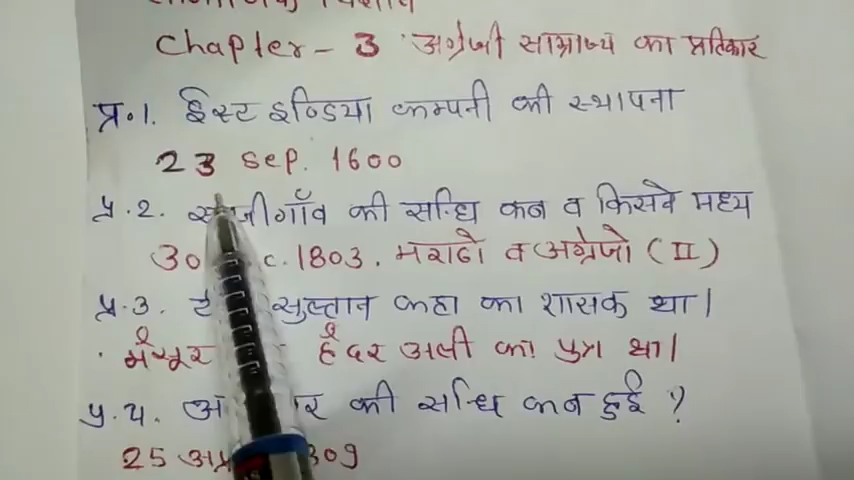 Chapter - 3 अंग्रेजी साम्राज्य का प्रतिकार
प्र.1. ईस्ट इण्डिया कम्पनी की स्थापना
23 Sep. 1600
प्र.2. की सन्धि कब व किसके मध्य
30 c. 1803. मराठो व अंग्रेजो (II)
प्र.3. सुल्तान कहा का शासक था।
मैसूर हैदर अली का पुत्र था।
प्र.4. की सन्धि कब हुई ?
25